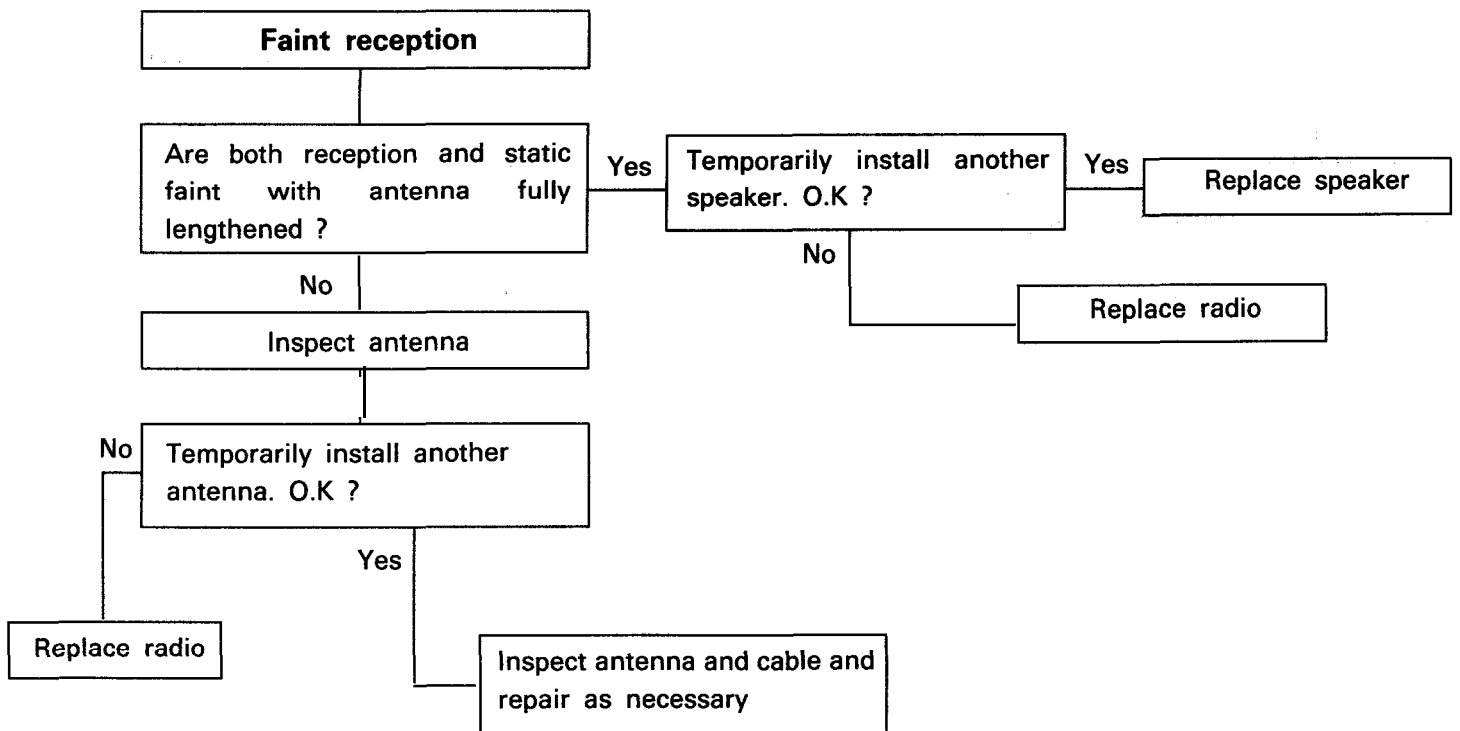 Faint reception
Are both reception and static
faint with antenna fully
lengthened ?
Yes
Temporarily install another
speaker. O.K ?
Yes
Replace speaker
No
Replace radio
No
Inspect antenna
No
Temporarily install another
antenna. O.K ?
Yes
Replace radio
Inspect antenna and cable and
repair as necessary